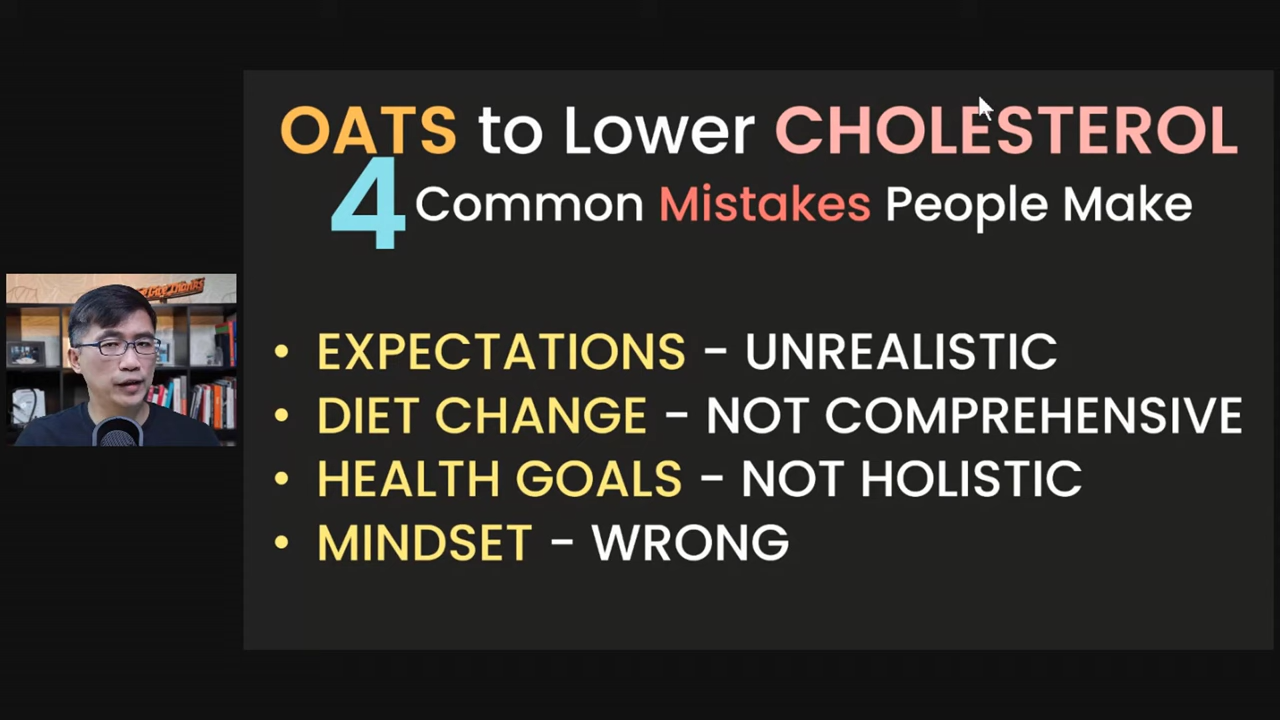 OATS to Lower CHOLESTEROL
4 Common Mistakes People Make
• EXPECTATIONS - UNREALISTIC
• DIET CHANGE - NOT COMPREHENSIVE
• HEALTH GOALS - NOT HOLISTIC
• MINDSET - WRONG